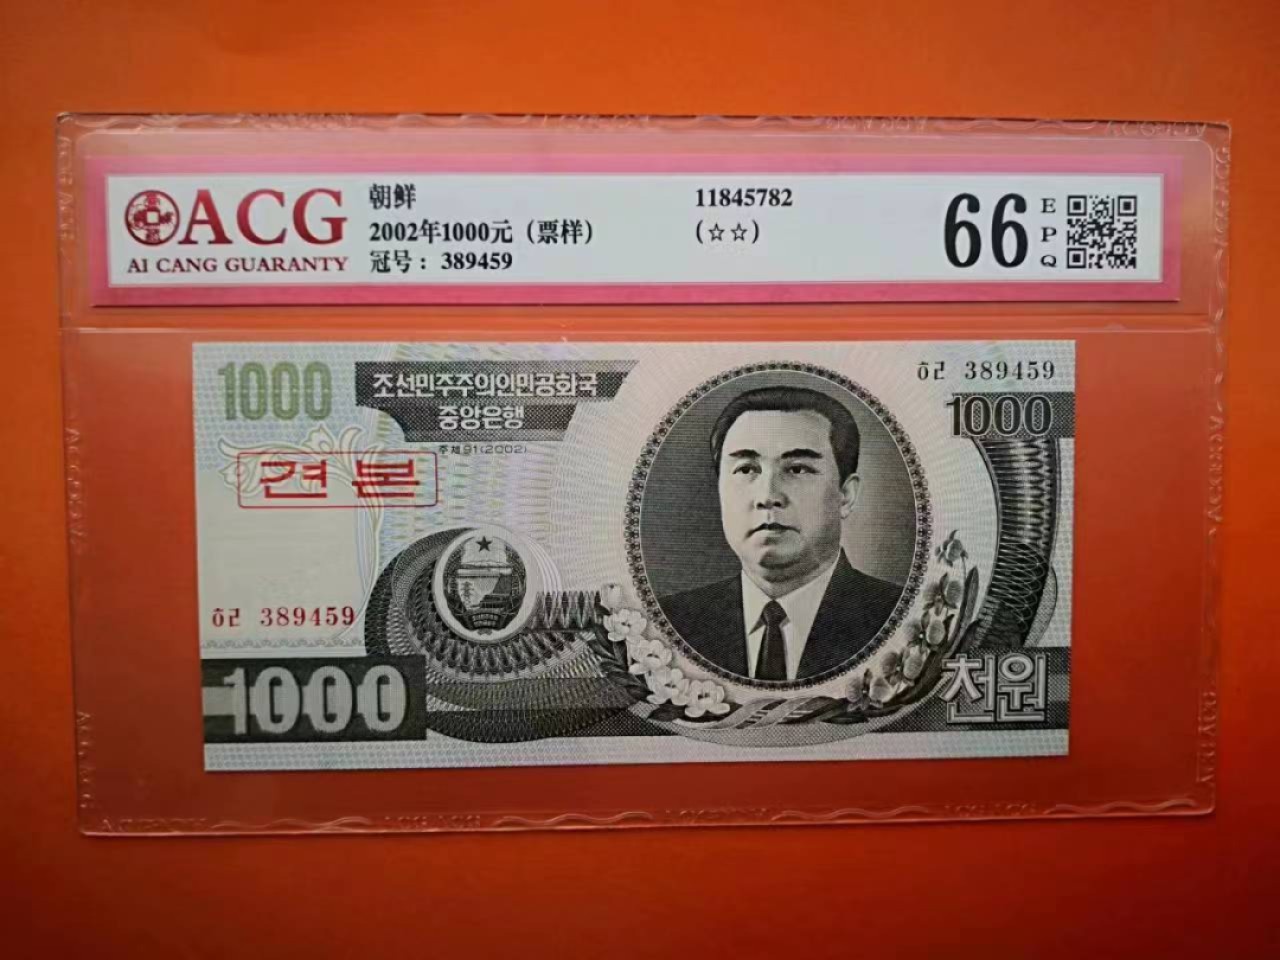 ACG
AI CANG GUARANTY
朝鲜
2002年1000元（票样）
冠号：389459
11845782
(☆☆)
66
E
P
Q
1000
조선민주주의인민공화국
중앙은행
주체91(2002)
견본
ㅎㄹ 389459
1000
ㅎㄹ 389459
1000
천원